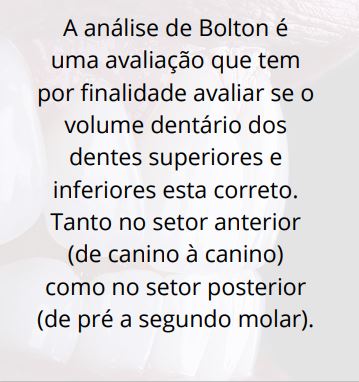 A análise de Bolton é
uma avaliação que tem
por finalidade avaliar se o
volume dentário dos
dentes superiores e
inferiores esta correto.
Tanto no setor anterior
(de canino à canino)
como no setor posterior
(de pré a segundo molar).